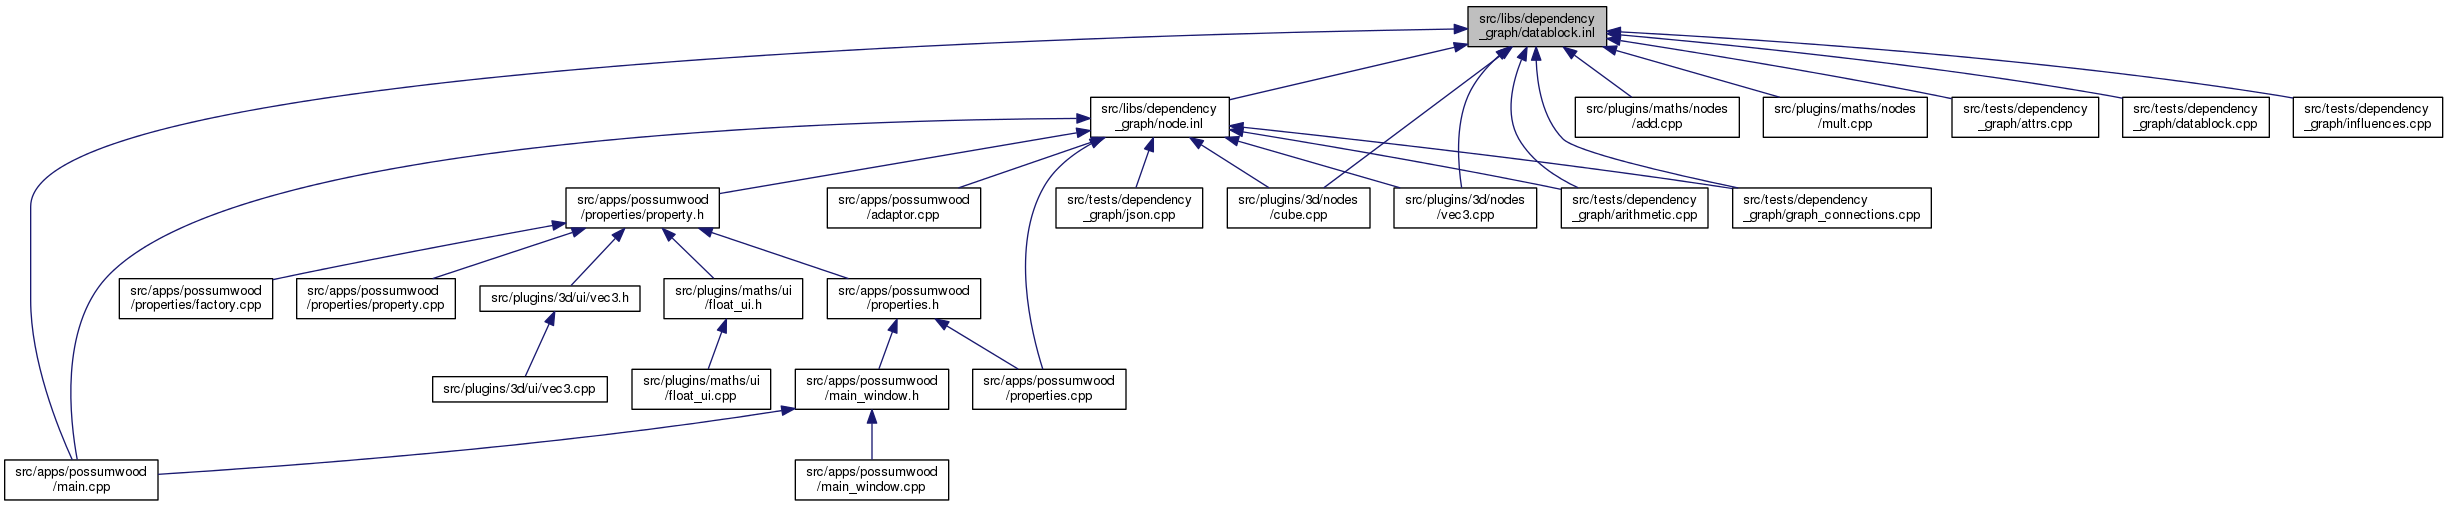 src/libs/dependency
_graph/datablock.inl
src/libs/dependency
_graph/node.inl
src/plugins/maths/nodes
/add.cpp
src/plugins/maths/nodes
/mult.cpp
src/tests/dependency
_graph/attrs.cpp
src/tests/dependency
_graph/datablock.cpp
src/tests/dependency
_graph/influences.cpp
src/apps/possumwood
/properties/property.h
src/apps/possumwood
/adaptor.cpp
src/tests/dependency
_graph/json.cpp
src/plugins/3d/nodes
/cube.cpp
src/plugins/3d/nodes
/vec3.cpp
src/tests/dependency
_graph/arithmetic.cpp
src/tests/dependency
_graph/graph_connections.cpp
src/apps/possumwood
/properties/factory.cpp
src/apps/possumwood
/properties/property.cpp
src/plugins/3d/ui/vec3.h
src/plugins/maths/ui
/float_ui.h
src/apps/possumwood
/properties.h
src/plugins/3d/ui/vec3.cpp
src/plugins/maths/ui
/float_ui.cpp
src/apps/possumwood
/main_window.h
src/apps/possumwood
/properties.cpp
src/apps/possumwood
/main.cpp
src/apps/possumwood
/main_window.cpp